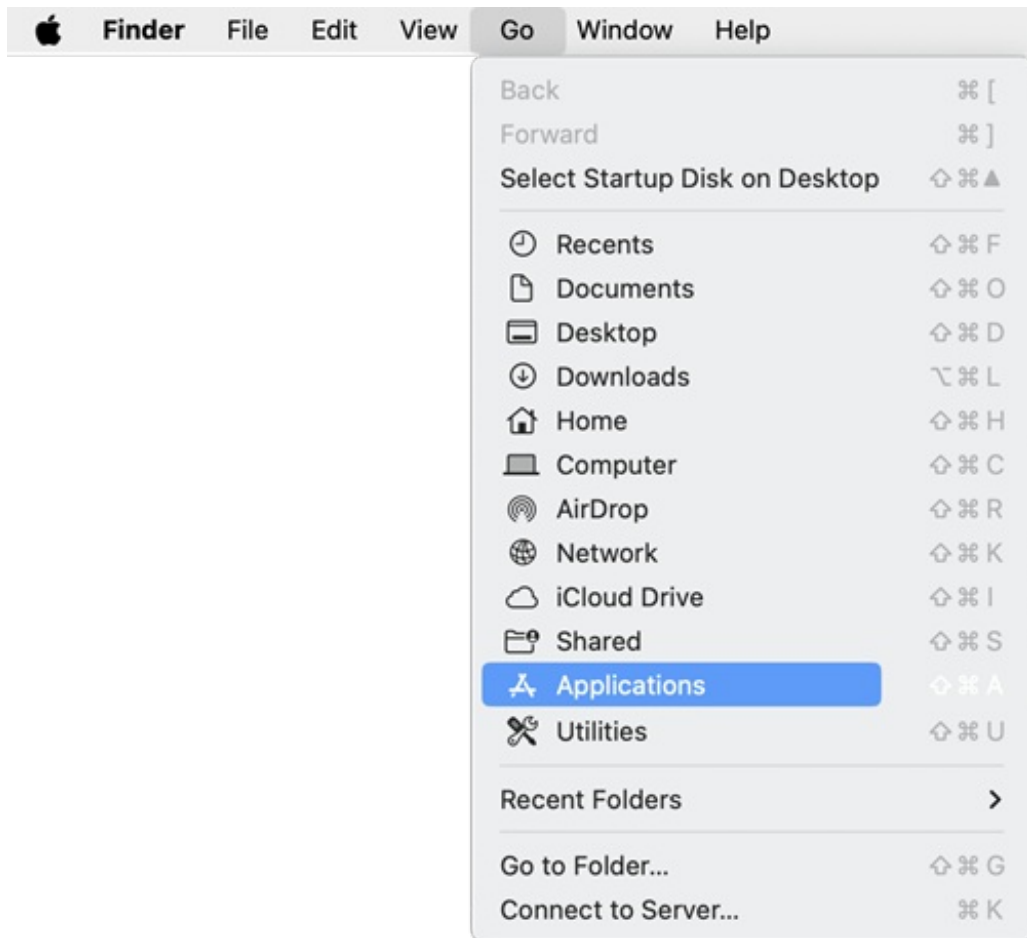 Finder File Edit View Go Window Help
Back ⌘ [
Forward ⌘ ]
Select Startup Disk on Desktop ⇧ ⌘ ▲
Recents ⇧ ⌘ F
Documents ⇧ ⌘ O
Desktop ⇧ ⌘ D
Downloads ⌥ ⌘ L
Home ⇧ ⌘ H
Computer ⇧ ⌘ C
AirDrop ⇧ ⌘ R
Network ⇧ ⌘ K
iCloud Drive ⇧ ⌘ I
Shared ⇧ ⌘ S
Applications ⇧ ⌘ A
Utilities ⇧ ⌘ U
Recent Folders
Go to Folder... ⇧ ⌘ G
Connect to Server... ⌘ K